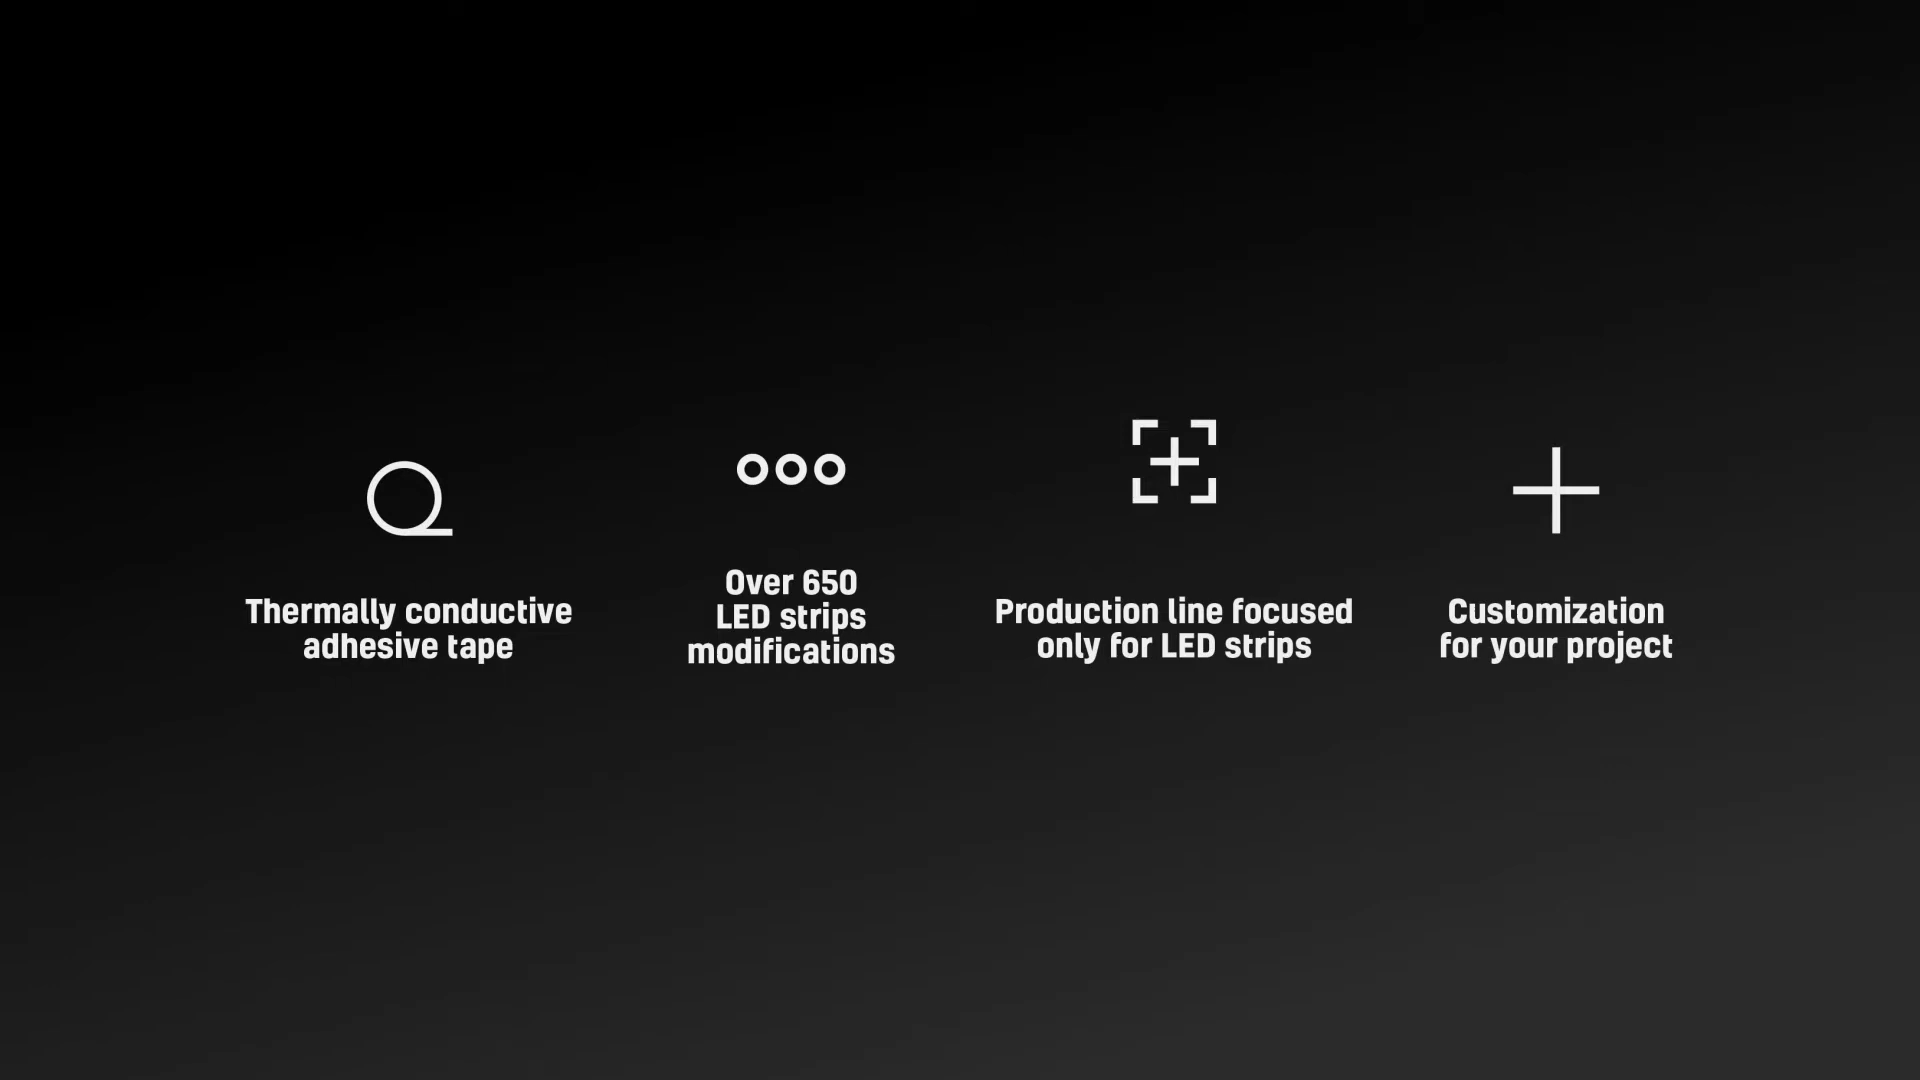 Thermally conductive
adhesive tape
Over 650
LED strips
modifications
Production line focused
only for LED strips
Customization
for your project